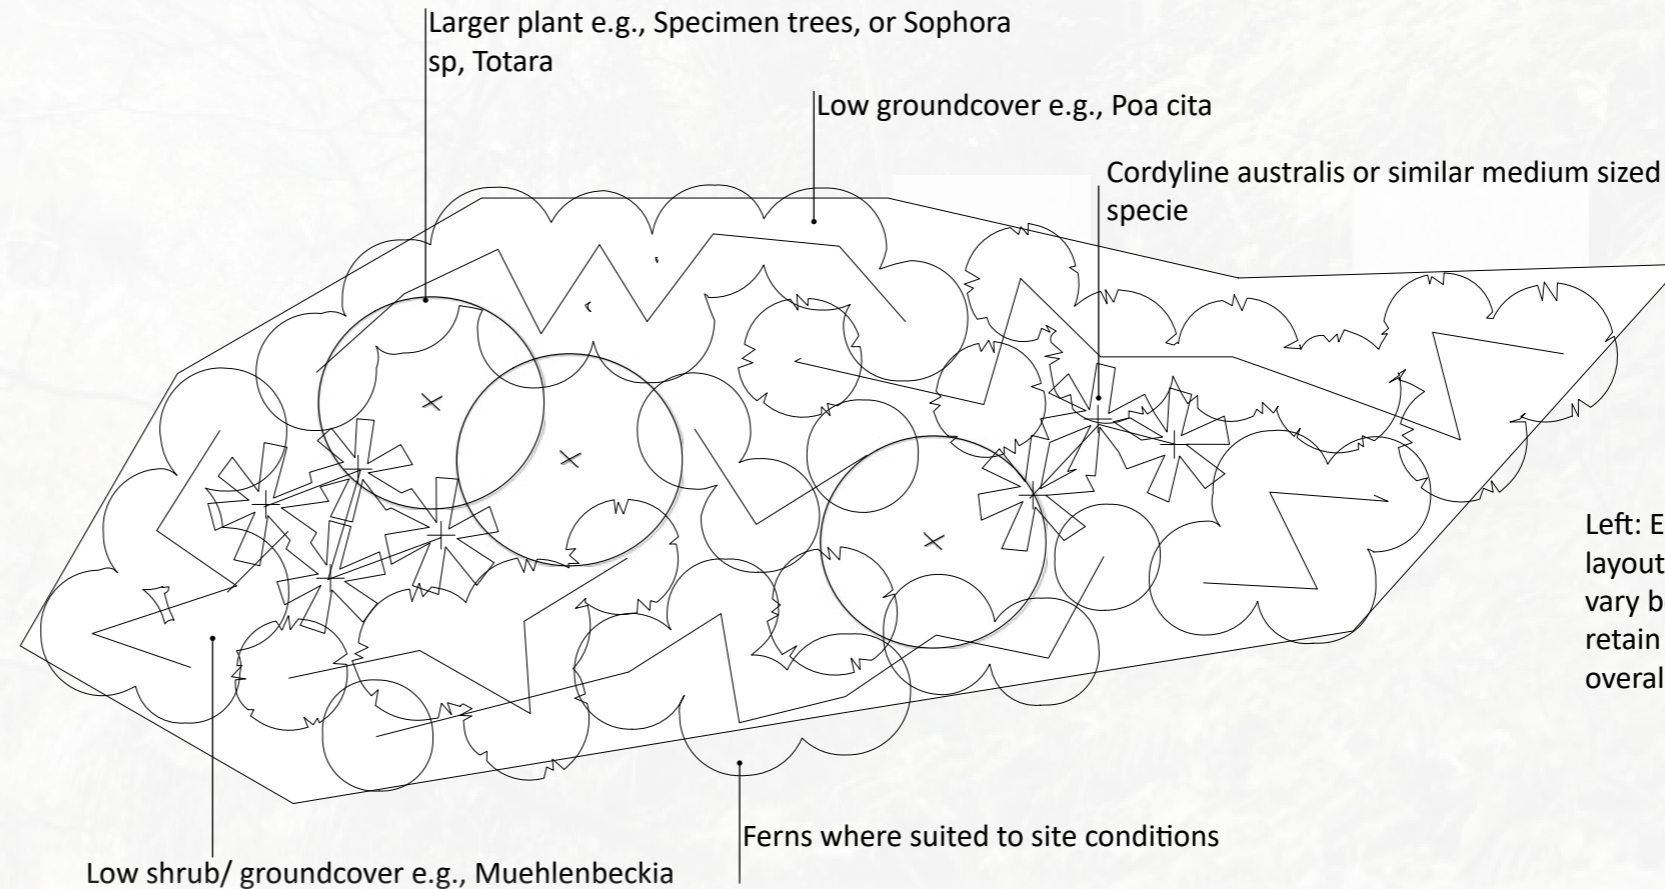 Larger plant e.g., Specimen trees, or Sophora
sp, Totara
Low groundcover e.g., Poa cita
Cordyline australis or similar medium sized
specie
Left: E
layout
vary b
retain
overal
Ferns where suited to site conditions
Low shrub/ groundcover e.g., Muehlenbeckia